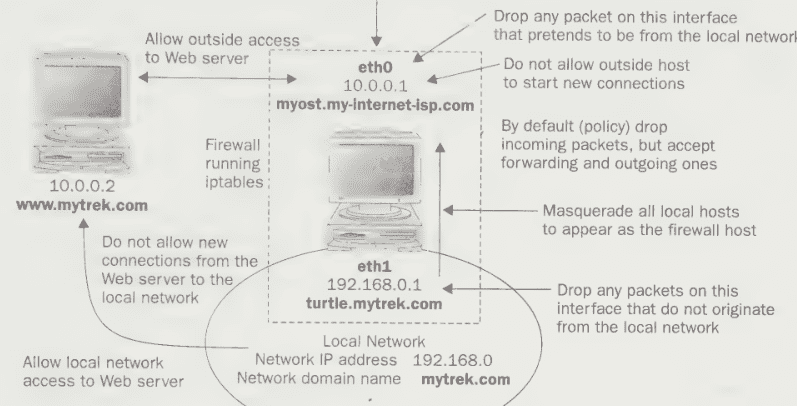 Drop any packet on this interface
that pretends to be from the local network
Allow outside access
to Web server
eth0
10.0.0.1
myost.my-internet-isp.com
Do not allow outside host
to start new connections
Firewall
running
iptables
By default (policy) drop
incoming packets, but accept
forwarding and outgoing ones
10.0.0.2
www.mytrek.com
Masquerade all local hosts
to appear as the firewall host
Do not allow new
connections from the
Web server to the
local network
eth1
192.168.0.1
turtle.mytrek.com
Drop any packets on this
interface that do not originate
from the local network
Local Network
Network IP address 192.168.0
Network domain name mytrek.com
Allow local network
access to Web server